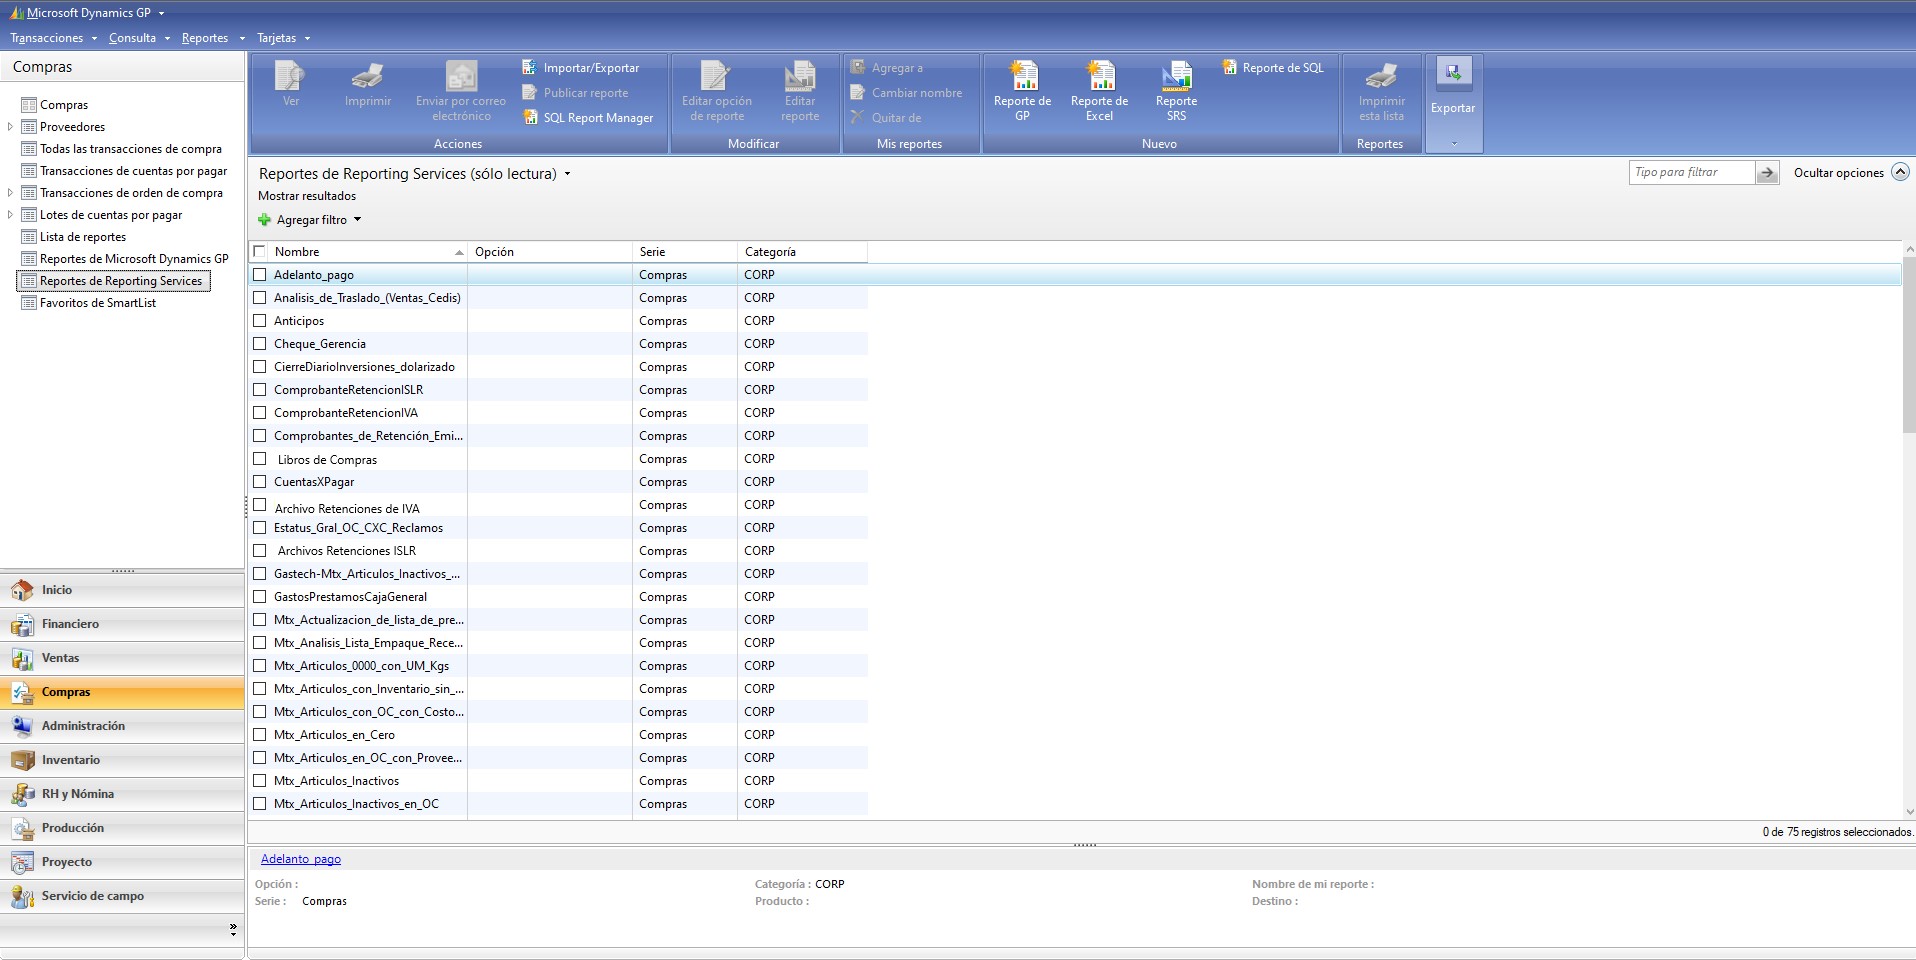 Microsoft Dynamics GP
Transacciones Consulta Reportes Tarjetas
Compras
Compras
Proveedores
Todas las transacciones de compra
Transacciones de cuentas por pagar
Transacciones de orden de compra
Lotes de cuentas por pagar
Lista de reportes
Reportes de Microsoft Dynamics GP
Reportes de Reporting Services
Favoritos de SmartList
Inicio
Financiero
Ventas
Compras
Administración
Inventario
RH y Nómina
Producción
Proyecto
Servicio de campo
Ver
Imprimir
Enviar por correo
electrónico
Importar/Exportar
Publicar reporte
SQL Report Manager
Acciones
Editar opción
de reporte
Editar
reporte
Modificar
Agregar a
Cambiar nombre
Quitar de
Mis reportes
Reporte de
GP
Reporte de
Excel
Reporte
SRS
Reporte de SQL
Nuevo
Imprimir
esta lista
Reportes
Exportar
Reportes de Reporting Services (sólo lectura)
Tipo para filtrar
Ocultar opciones
Mostrar resultados
Agregar filtro
Nombre Opción Serie Categoría
Adelanto_pago Compras CORP
Analisis_de_Traslado_(Ventas_Cedis) Compras CORP
Anticipos Compras CORP
Cheque_Gerencia Compras CORP
CierreDiarioInversiones_dolarizado Compras CORP
ComprobanteRetencionISLR Compras CORP
ComprobanteRetencionIVA Compras CORP
Comprobantes_de_Retención_Emi... Compras CORP
Libros de Compras Compras CORP
CuentasXPagar Compras CORP
Archivo Retenciones de IVA Compras CORP
Estatus_Gral_OC_CXC_Reclamos Compras CORP
Archivos Retenciones ISLR Compras CORP
Gastech-Mtx_Articulos_Inactivos_... Compras CORP
GastosPrestamosCajaGeneral Compras CORP
Mtx_Actualizacion_de_lista_de_pre... Compras CORP
Mtx_Analisis_Lista_Empaque_Rece... Compras CORP
Mtx_Articulos_0000_con_UM_Kgs Compras CORP
Mtx_Articulos_con_Inventario_sin_... Compras CORP
Mtx_Articulos_con_OC_con_Costo... Compras CORP
Mtx_Articulos_en_Cero Compras CORP
Mtx_Articulos_en_OC_con_Provee... Compras CORP
Mtx_Articulos_Inactivos Compras CORP
Mtx_Articulos_Inactivos_en_OC Compras CORP
0 de 75 registros seleccionados.
Adelanto_pago
Opción : Categoría : CORP Nombre de mi reporte :
Serie : Compras Producto : Destino :